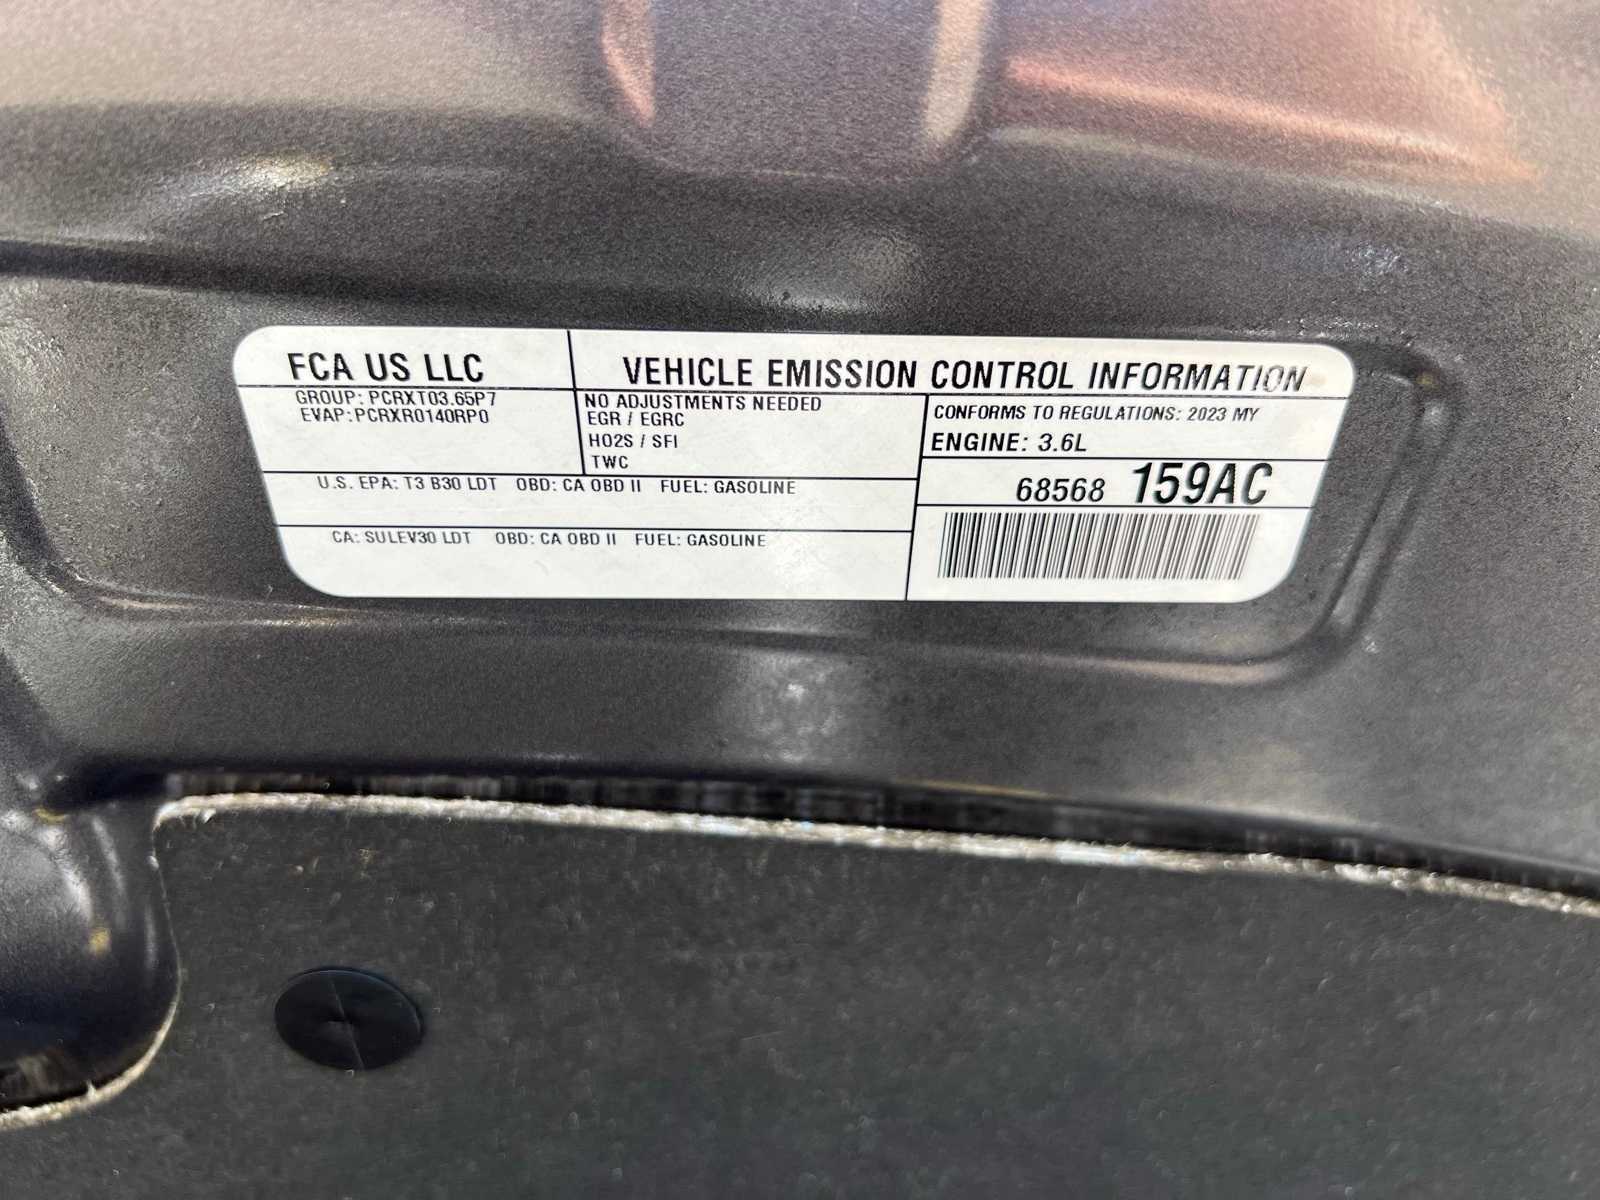 FCA US LLC
VEHICLE EMISSION CONTROL INFORMATION
GROUP: PCRXT03.65P7
EVAP:PCRXR0140RP0
NO ADJUSTMENTS NEEDED
EGR / EGRC
HO2S / SFI
TWC
CONFORMS TO REGULATIONS: 2023 MY
ENGINE: 3.6L
68568 159AC
U.S. EPA: T3 B30 LDT OBD: CA OBD II FUEL: GASOLINE
CA: SULEV30 LDT OBD: CA OBD II FUEL: GASOLINE